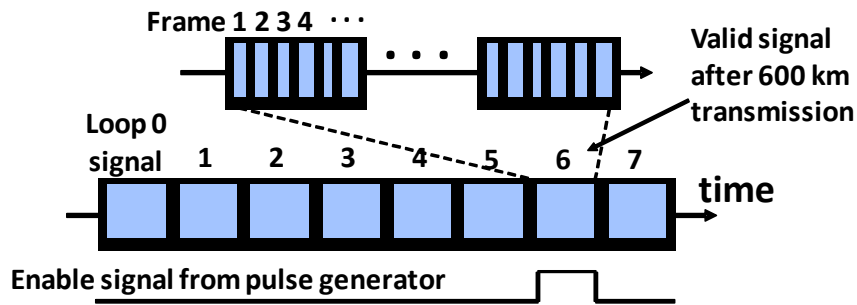 Frame 1 2 3 4 ...
Valid signal
after 600 km
transmission
Loop 0
signal
1 2 3 4 5 6 7
time
Enable signal from pulse generator